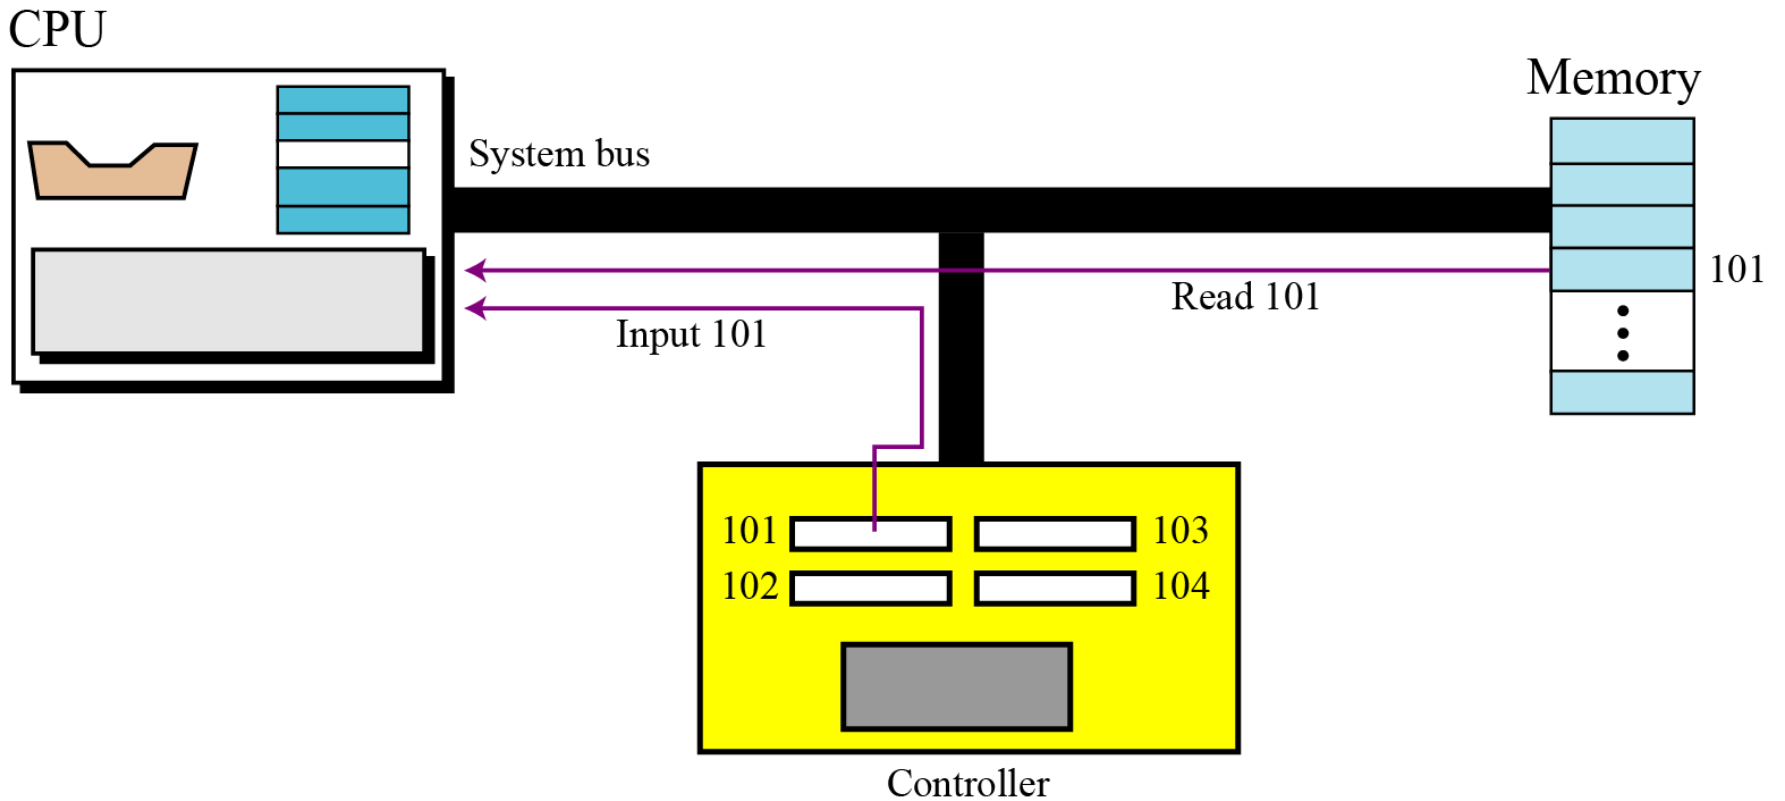 CPU
Memory
System bus
101
Read 101
Input 101
101
103
102
104
Controller